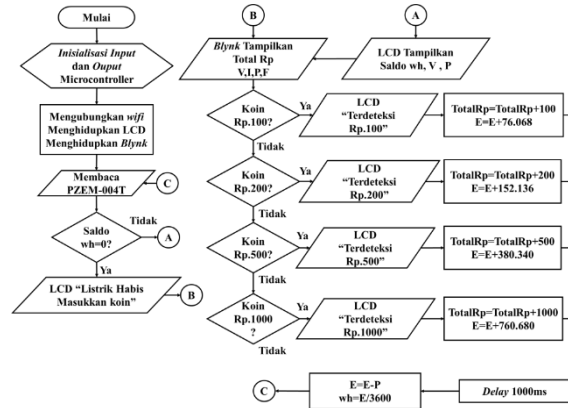 Mulai
Inisialisasi Input
dan Ouput
Microcontroller
Mengubungkan wifi
Menghidupkan LCD
Menghidupkan Blynk
Membaca
PZEM-004T
C
Saldo
wh=0?
Tidak
A
Ya
LCD “Listrik Habis
Masukkan koin”
B
B
Blynk Tampilkan
Total Rp
V,I,P,F
A
LCD Tampilkan
Saldo wh, V , P
Koin
Rp.100?
Ya
LCD
“Terdeteksi
Rp.100”
TotalRp=TotalRp+100
E=E+76.068
Tidak
Koin
Rp.200?
Ya
LCD
“Terdeteksi
Rp.200”
TotalRp=TotalRp+200
E=E+152.136
Tidak
Koin
Rp.500?
Ya
LCD
“Terdeteksi
Rp.500”
TotalRp=TotalRp+500
E=E+380.340
Tidak
Koin
Rp.1000
?
Ya
LCD
“Terdeteksi
Rp.1000”
TotalRp=TotalRp+1000
E=E+760.680
Tidak
C
E=E-P
wh=E/3600
Delay 1000ms